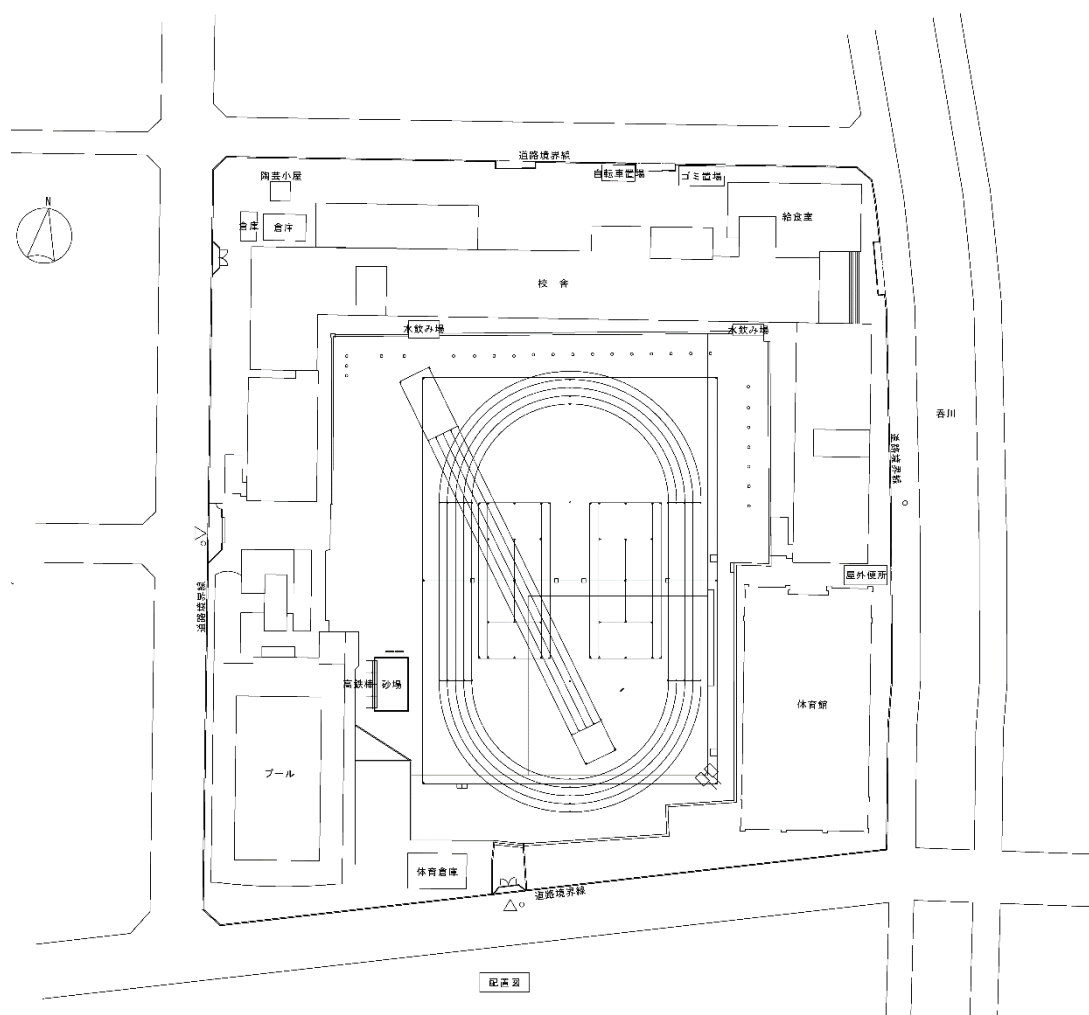 道路境界線
陶芸小屋
自転車置場
ゴミ置場
N
倉庫
倉庫
給食室
校舎
水飲み場
水飲み場
呑川
道路境界線
屋外便所
道路境界線
高鉄棒
砂場
体育館
プール
体育倉庫
道路境界線
配置図